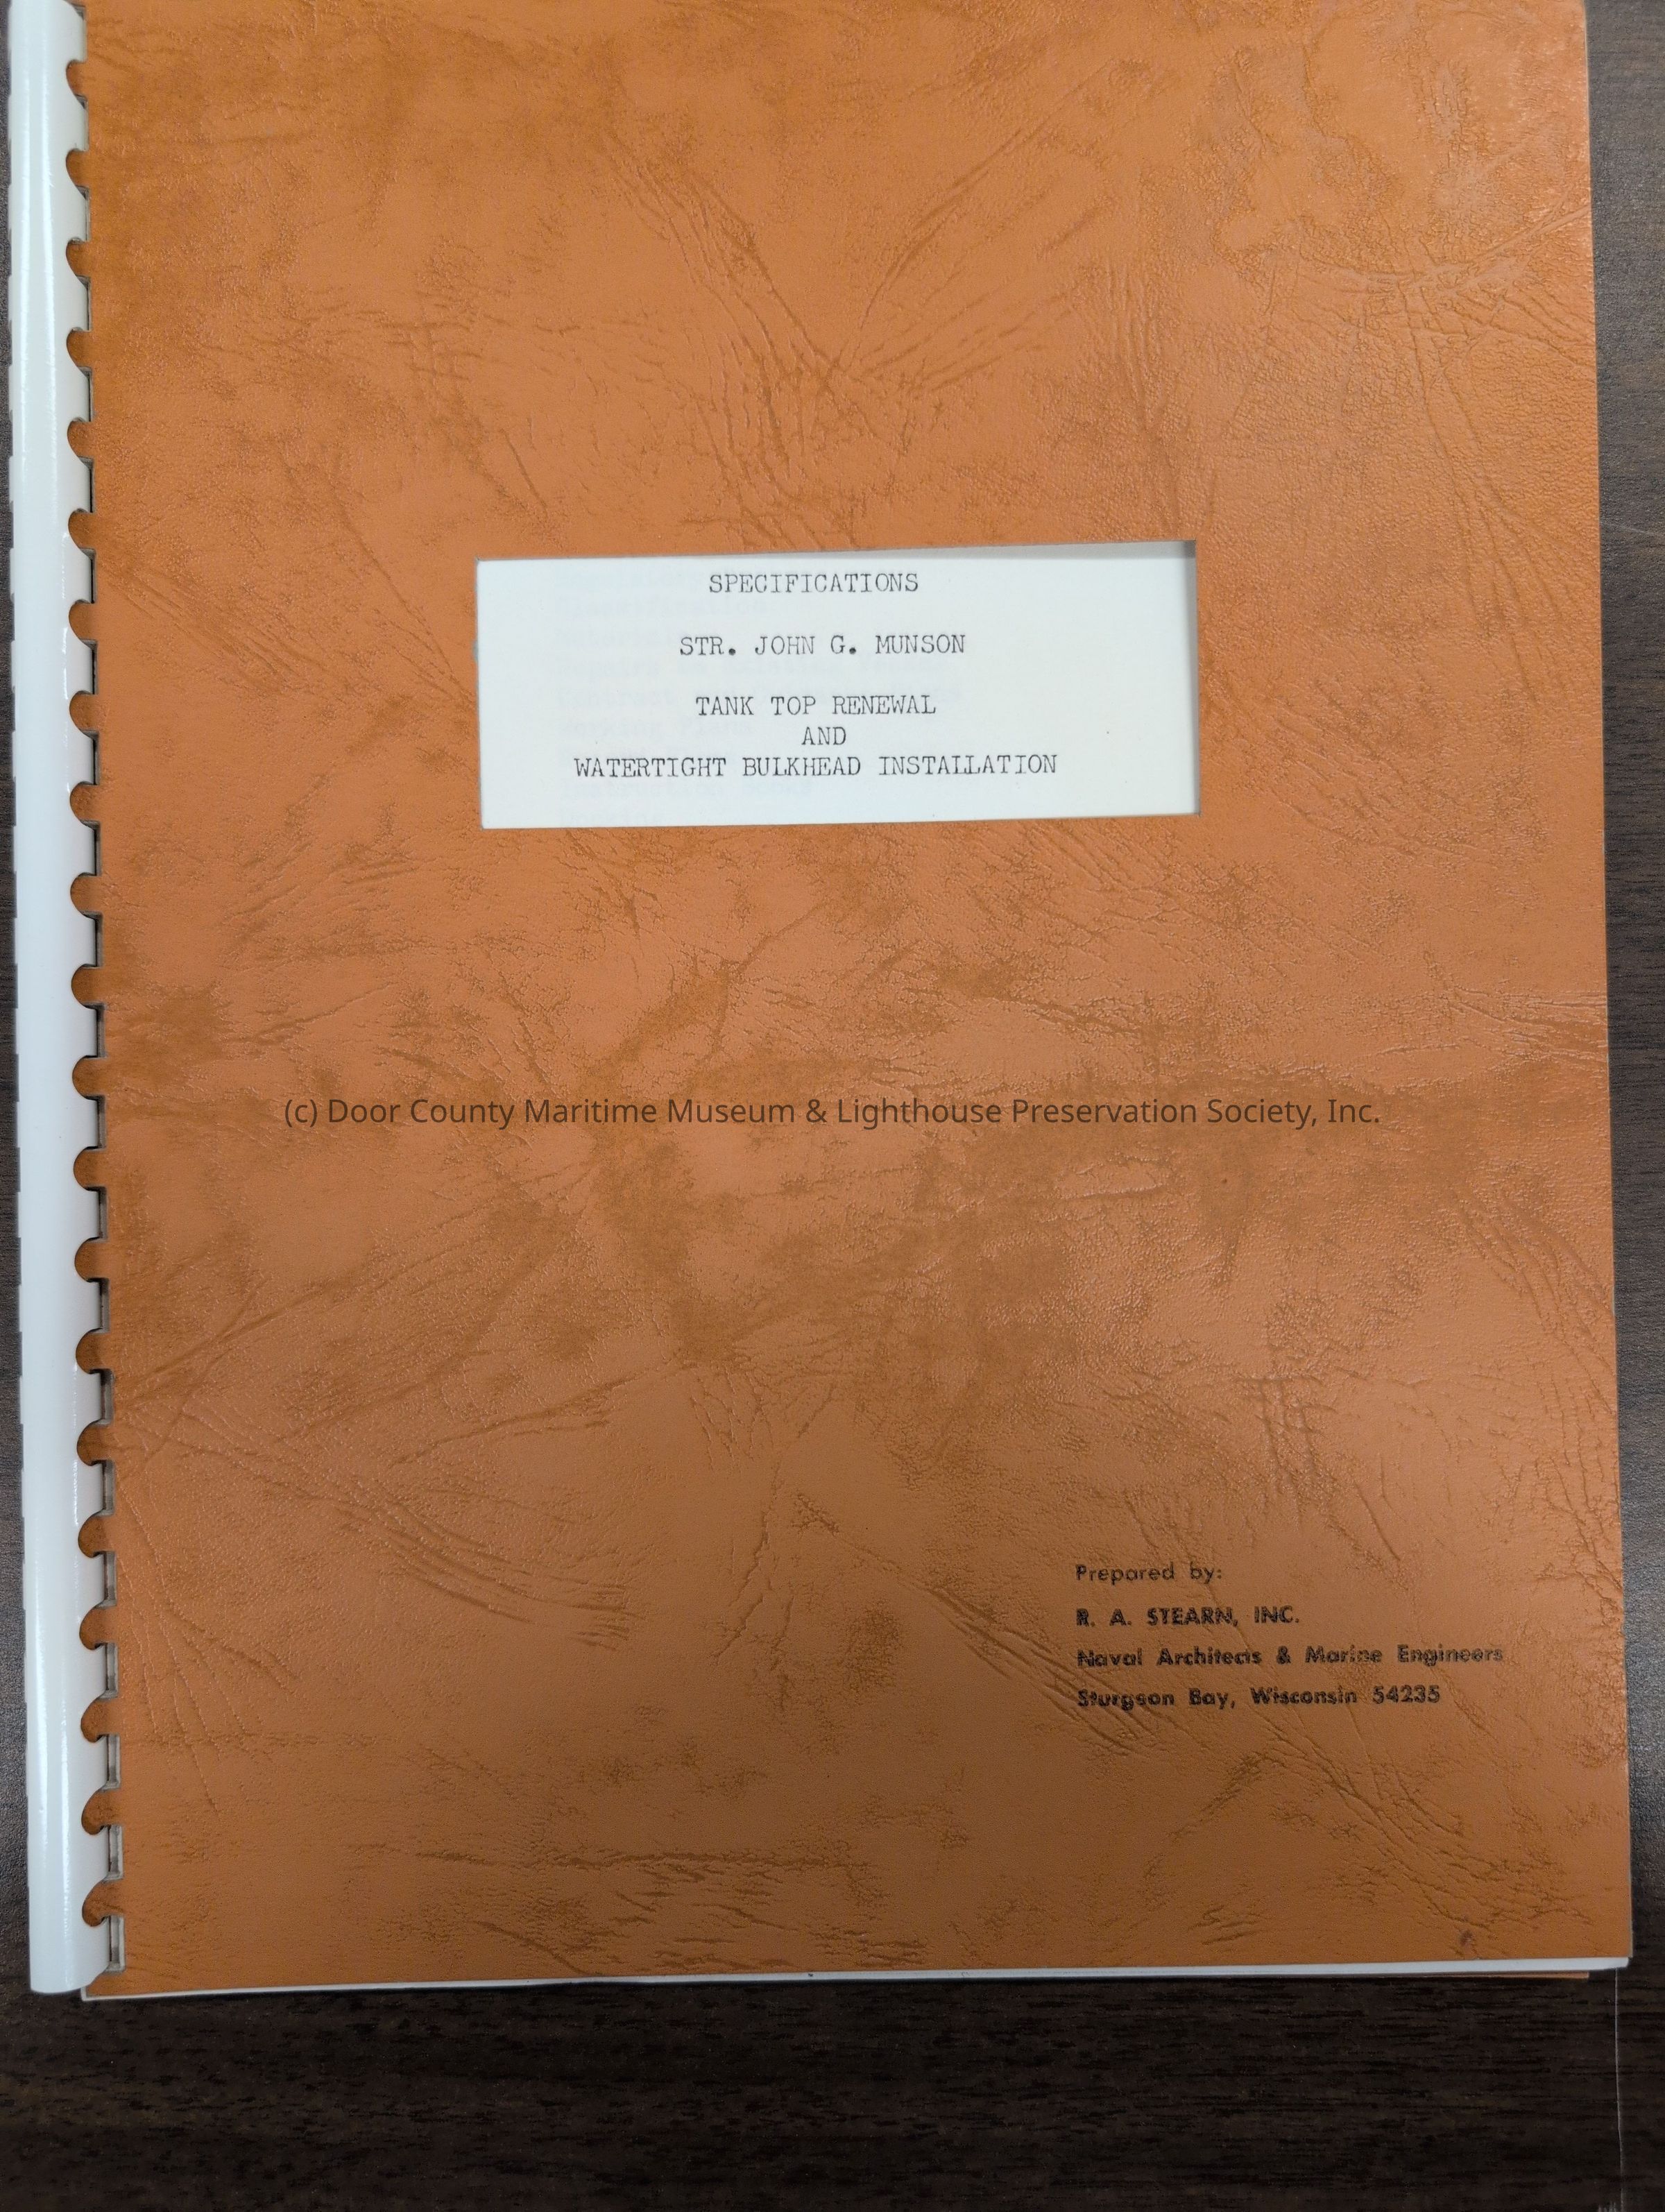 SPECIFICATIONS
STR. JOHN G. MUNSON
TANK TOP RENEWAL
AND
WATERTIGHT BULKHEAD INSTALLATION
(c) Door County Maritime Museum & Lighthouse Preservation Society, Inc.
Prepared by:
R. A. STEARN, INC.
Naval Architects & Marine Engineers
Sturgeon Bay, Wisconsin 54235